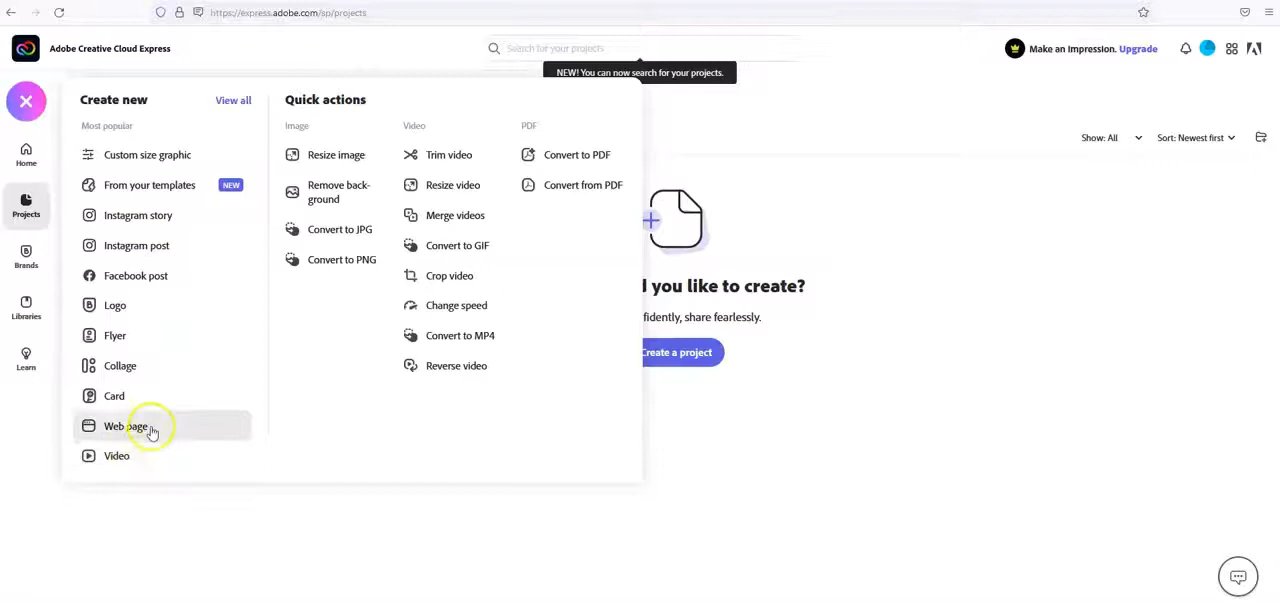 https://express.adobe.com/sp/projects
Adobe Creative Cloud Express
Search for your projects
Make an Impression. Upgrade
NEW! You can now search for your projects.
Create new
View all
Quick actions
Most popular
Image
Video
PDF
Show: All
Sort: Newest first
Custom size graphic
Resize image
Trim video
Convert to PDF
Home
From your templates
NEW
Remove back-
ground
Resize video
Convert from PDF
Projects
Instagram story
Merge videos
Convert to JPG
Instagram post
Convert to GIF
Brands
Convert to PNG
Facebook post
Crop video
you like to create?
Logo
Change speed
fidently, share fearlessly.
Libraries
Flyer
Convert to MP4
Create a project
Learn
Collage
Reverse video
Card
Web page
Video